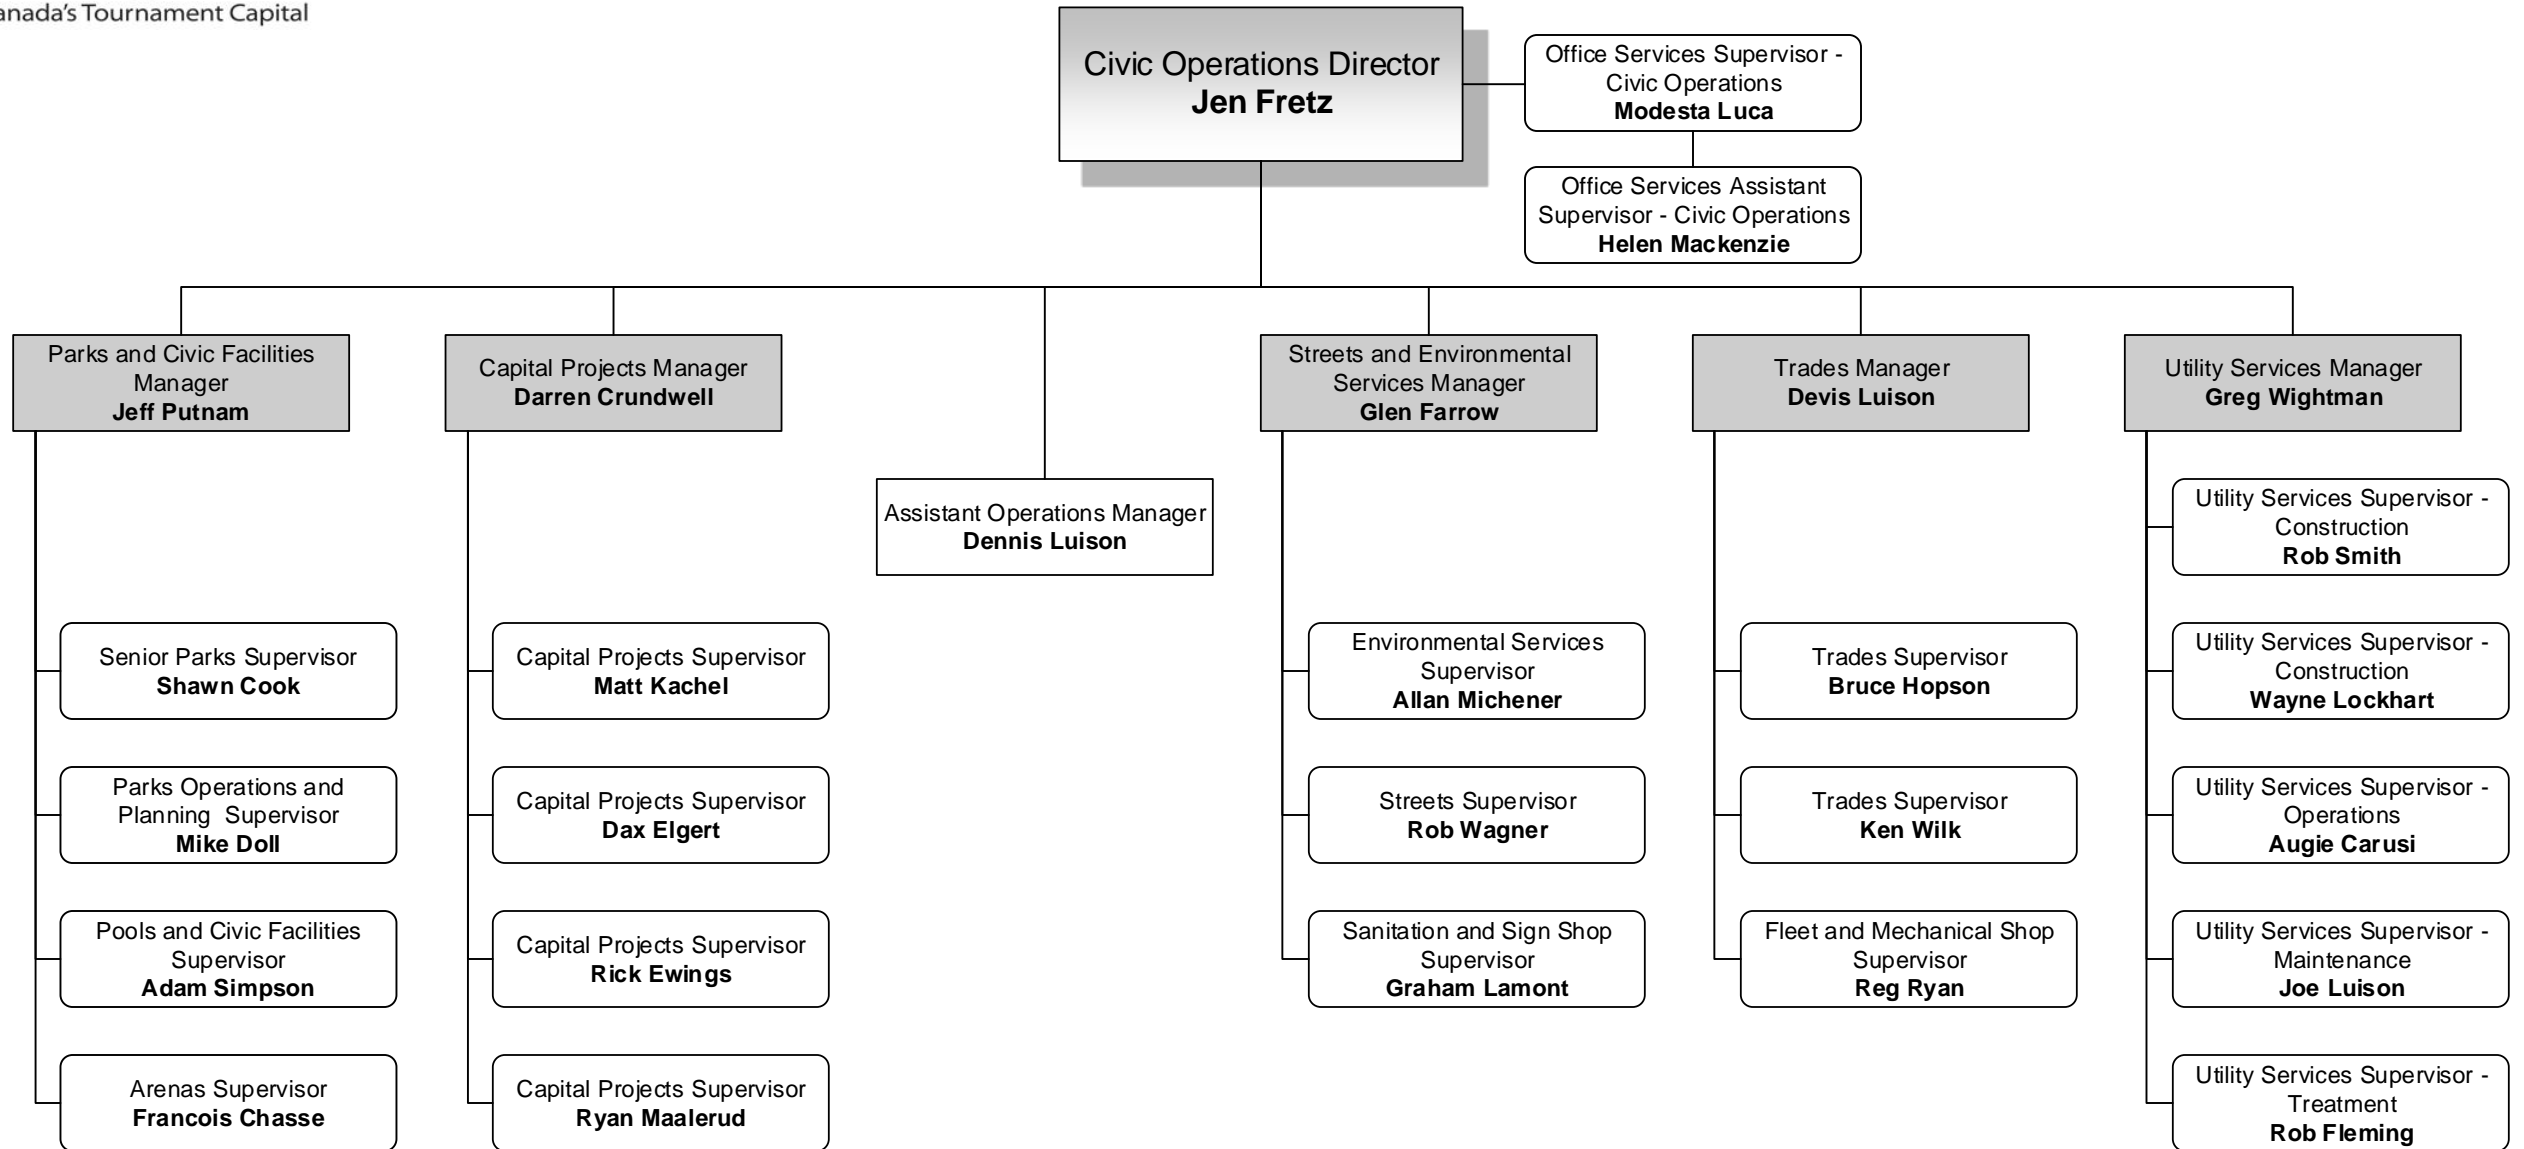 anada's Tournament Capital
Civic Operations Director
Jen Fretz
Office Services Supervisor -
Civic Operations
Modesta Luca
Office Services Assistant
Supervisor - Civic Operations
Helen Mackenzie
Parks and Civic Facilities
Manager
Jeff Putnam
Capital Projects Manager
Darren Crundwell
Streets and Environmental
Services Manager
Glen Farrow
Trades Manager
Devis Luison
Utility Services Manager
Greg Wightman
Assistant Operations Manager
Dennis Luison
Utility Services Supervisor -
Construction
Rob Smith
Senior Parks Supervisor
Shawn Cook
Capital Projects Supervisor
Matt Kachel
Environmental Services
Supervisor
Allan Michener
Trades Supervisor
Bruce Hopson
Utility Services Supervisor -
Construction
Wayne Lockhart
Parks Operations and
Planning  Supervisor
Mike Doll
Capital Projects Supervisor
Dax Elgert
Streets Supervisor
Rob Wagner
Trades Supervisor
Ken Wilk
Utility Services Supervisor -
Operations
Augie Carusi
Pools and Civic Facilities
Supervisor
Adam Simpson
Capital Projects Supervisor
Rick Ewings
Sanitation and Sign Shop
Supervisor
Graham Lamont
Fleet and Mechanical Shop
Supervisor
Reg Ryan
Utility Services Supervisor -
Maintenance
Joe Luison
Arenas Supervisor
Francois Chasse
Capital Projects Supervisor
Ryan Maalerud
Utility Services Supervisor -
Treatment
Rob Fleming